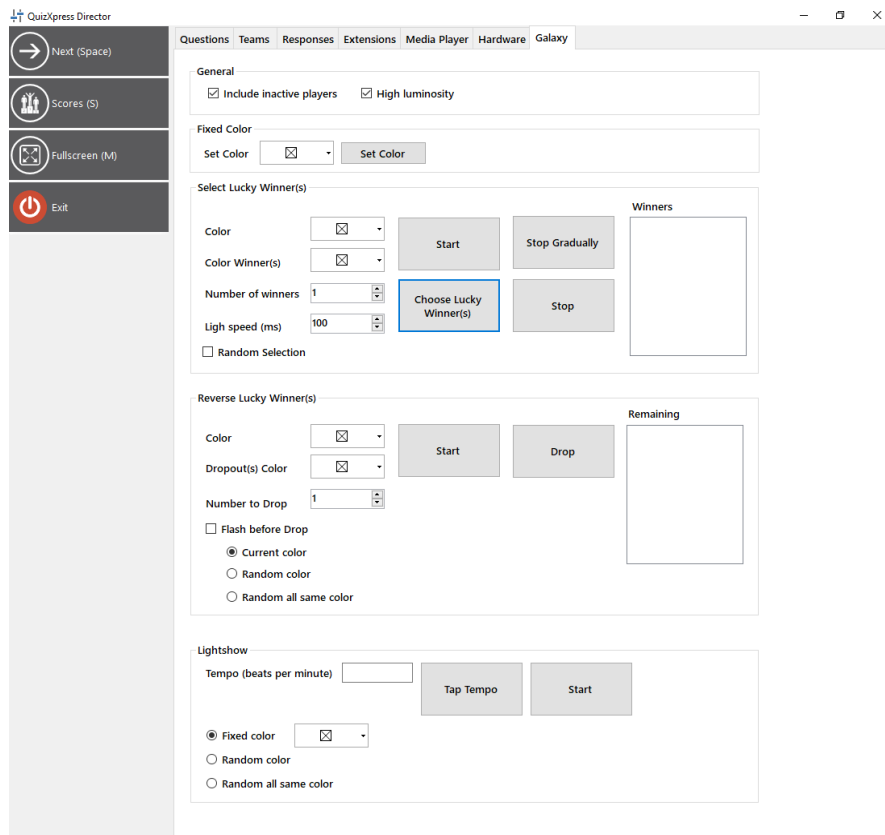 QuizXpress Director
Next (Space)
Scores (S)
Fullscreen (M)
Exit
Questions Teams Responses Extensions Media Player Hardware Galaxy
General
Include inactive players High luminosity
Fixed Color
Set Color Set Color
Select Lucky Winner(s)
Winners
Color
Start
Stop Gradually
Color Winner(s)
Number of winners 1
Choose Lucky
Winner(s)
Stop
Ligh speed (ms) 100
Random Selection
Reverse Lucky Winner(s)
Remaining
Color
Start
Drop
Dropout(s) Color
Number to Drop 1
Flash before Drop
Current color
Random color
Random all same color
Lightshow
Tempo (beats per minute)
Tap Tempo
Start
Fixed color
Random color
Random all same color